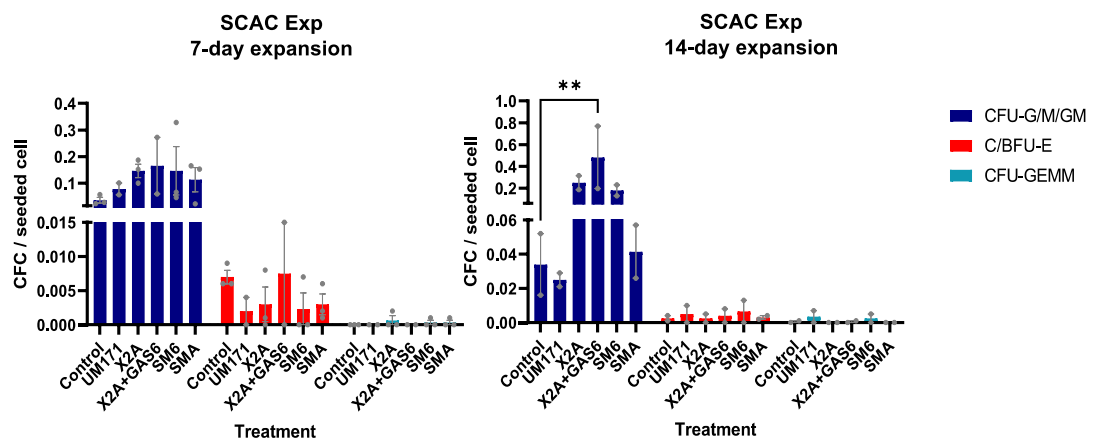 SCAC Exp
7-day expansion
CFC / seeded cell
0.4
0.3
0.2
0.1
0.015
0.010
0.005
0.000
Control
UM171
X2A
X2A+GAS6
SM6
SMA
Control
UM171
X2A
X2A+GAS6
SM6
SMA
Control
UM171
X2A
X2A+GAS6
SM6
SMA
Treatment
SCAC Exp
14-day expansion
CFC / seeded cell
1.0
0.8
0.6
0.4
0.2
0.06
0.04
0.02
0.00
**
Control
UM171
X2A
X2A+GAS6
SM6
SMA
Control
UM171
X2A
X2A+GAS6
SM6
SMA
Control
UM171
X2A
X2A+GAS6
SM6
SMA
Treatment
CFU-G/M/GM
C/BFU-E
CFU-GEMM